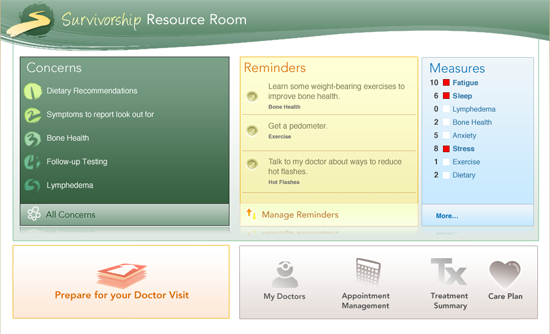 Survivorship Resource Room
Concerns
Dietary Recommendations
Symptoms to report look out for
Bone Health
Follow-up Testing
Lymphedema
All Concerns
Reminders
Learn some weight-bearing exercises to
improve bone health.
Bone Health
Get a pedometer.
Exercise
Talk to my doctor about ways to reduce
hot flashes.
Hot Flashes
Manage Reminders
Measures
10 Fatigue
6 Sleep
0 Lymphedema
2 Bone Health
5 Anxiety
8 Stress
1 Exercise
2 Dietary
More...
Prepare for your Doctor Visit
My Doctors
Appointment
Management
Tx
Treatment
Summary
Care Plan